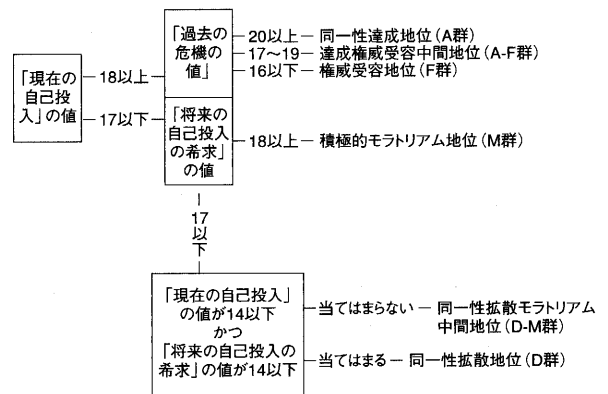 「過去の
危機の
値」
20以上 同一性達成地位(A群)
17～19 達成権威受容中間地位(A-F群)
16以下 権威受容地位(F群)
「現在の
自己投
入」の値
18以上
17以下
「将来の
自己投入
の希求」
の値
18以上 積極的モラトリアム地位(M群)
17
以
下
「現在の自己投入」
の値が14以下
かつ
「将来の自己投入の
希求」の値が14以下
当てはまらない 同一性拡散モラトリアム
中間地位(D-M群)
当てはまる 同一性拡散地位(D群)